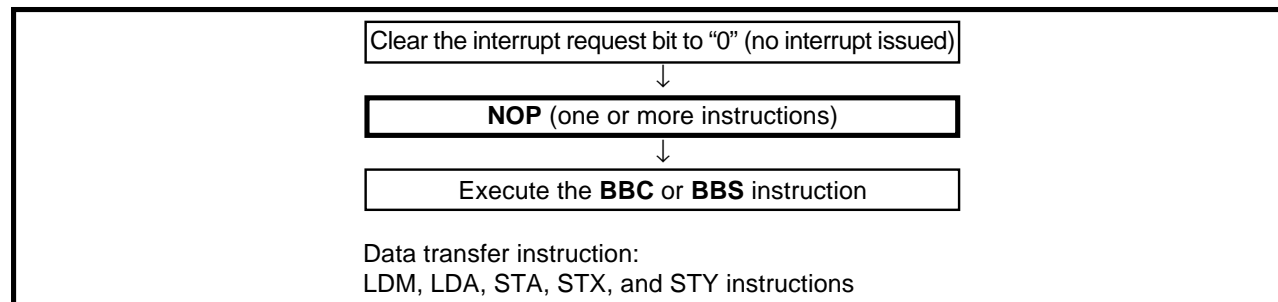 Clear the interrupt request bit to “0” (no interrupt issued)
↓
NOP (one or more instructions)
↓
Execute the BBC or BBS instruction
Data transfer instruction:
LDM, LDA, STA, STX, and STY instructions